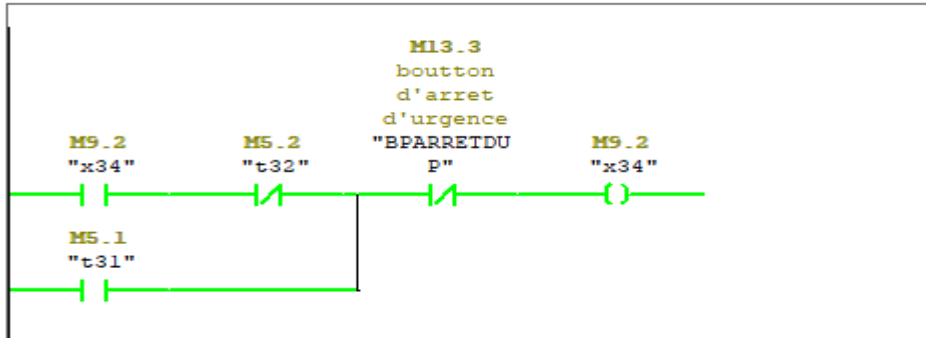 M13.3
boutton
d'arret
d'urgence
M9.2 M5.2 "BPARRETDU M9.2
"x34" "t32" P" "x34"
M5.1
"t31"